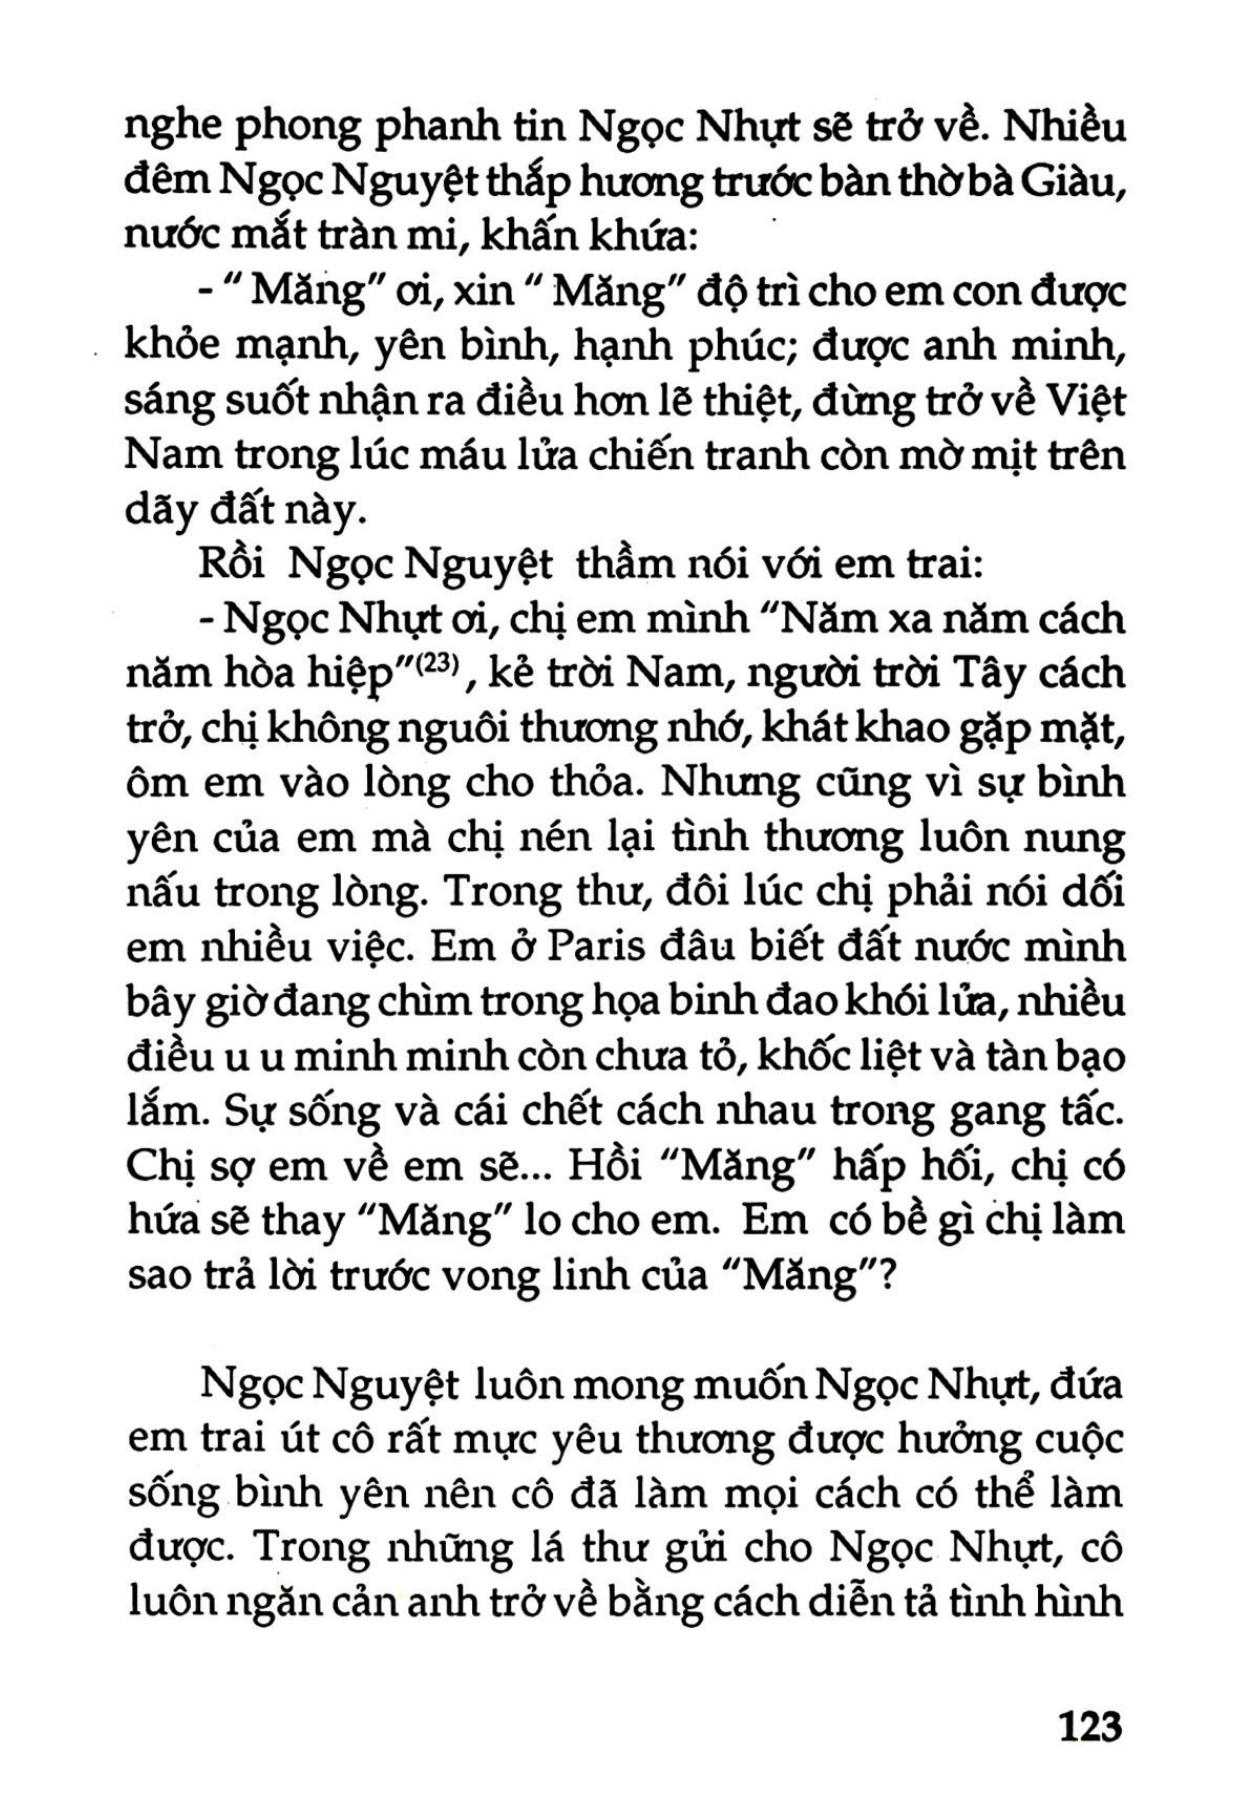 nghe phong phanh tin Ngọc Nhựt sẽ trở về. Nhiều
đêm Ngọc Nguyệt thắp hương trước bàn thờ bà Giàu,
nước mắt tràn mi, khấn khứa:
- " Măng" ơi, xin " Măng" độ trì cho em con được
khỏe mạnh, yên bình, hạnh phúc; được anh minh,
sáng suốt nhận ra điều hơn lẽ thiệt, đừng trở về Việt
Nam trong lúc máu lửa chiến tranh còn mờ mịt trên
dãy đất này.
Rồi Ngọc Nguyệt thầm nói với em trai:
- Ngọc Nhựt ơi, chị em mình "Năm xa năm cách
năm hòa hiệp"(23), kẻ trời Nam, người trời Tây cách
trở, chị không nguôi thương nhớ, khát khao gặp mặt,
ôm em vào lòng cho thỏa. Nhưng cũng vì sự bình
yên của em mà chị nén lại tình thương luôn nung
nấu trong lòng. Trong thư, đôi lúc chị phải nói dối
em nhiều việc. Em ở Paris đâu biết đất nước mình
bây giờ đang chìm trong họa binh đao khói lửa, nhiều
điều u u minh minh còn chưa tỏ, khốc liệt và tàn bạo
lắm. Sự sống và cái chết cách nhau trong gang tấc.
Chị sợ em về em sẽ... Hồi "Măng" hấp hối, chị có
hứa sẽ thay "Măng" lo cho em. Em có bề gì chị làm
sao trả lời trước vong linh của "Măng"?
Ngọc Nguyệt luôn mong muốn Ngọc Nhựt, đứa
em trai út cô rất mực yêu thương được hưởng cuộc
sống bình yên nên cô đã làm mọi cách có thể làm
được. Trong những lá thư gửi cho Ngọc Nhựt, cô
luôn ngăn cản anh trở về bằng cách diễn tả tình hình
123